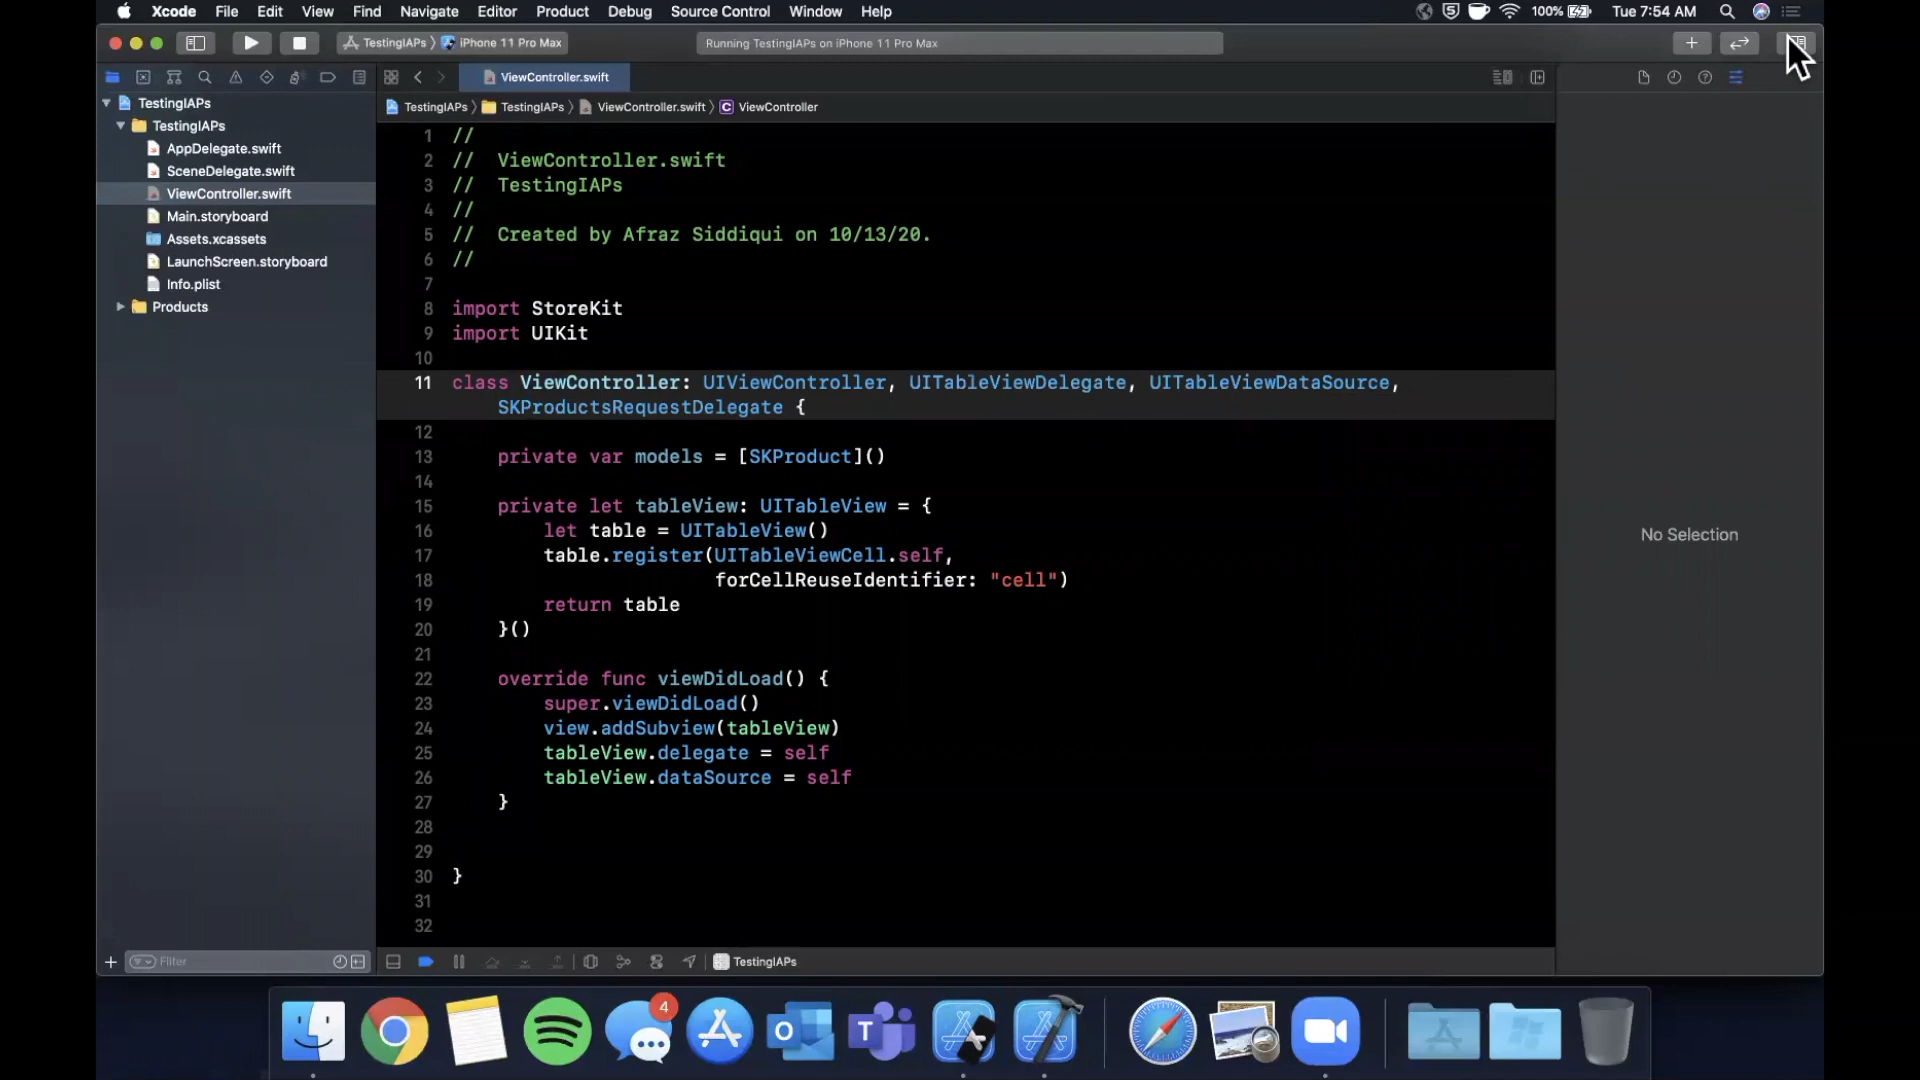 Xcode File Edit View Find Navigate Editor Product Debug Source Control Window Help
5 100% Tue 7:54 AM
TestingIAPs iPhone 11 Pro Max
Running TestingIAPs on iPhone 11 Pro Max
ViewController.swift
TestingIAPs TestingIAPs ViewController.swift C ViewController
TestingIAPs
TestingIAPs
AppDelegate.swift
SceneDelegate.swift
ViewController.swift
Main.storyboard
Assets.xcassets
LaunchScreen.storyboard
Info.plist
Products
1 //
2 // ViewController.swift
3 // TestingIAPs
4 //
5 // Created by Afraz Siddiqui on 10/13/20.
6 //
7
8 import StoreKit
9 import UIKit
10
11 class ViewController: UIViewController, UITableViewDelegate, UITableViewDataSource,
SKProductsRequestDelegate {
12
13 private var models = [SKProduct]()
14
15 private let tableView: UITableView = {
16 let table = UITableView()
17 table.register(UITableViewCell.self,
18 forCellReuseIdentifier: "cell")
19 return table
20 }()
21
22 override func viewDidLoad() {
23 super.viewDidLoad()
24 view.addSubview(tableView)
25 tableView.delegate = self
26 tableView.dataSource = self
27 }
28
29
30 }
31
32
No Selection
Filter
TestingIAPs
4